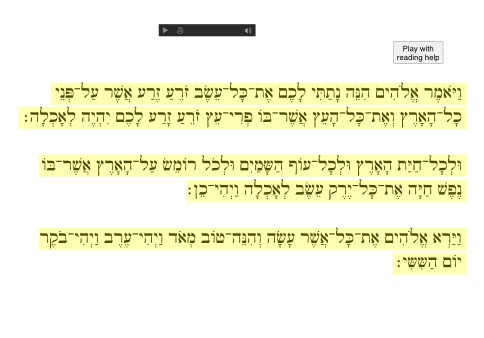 Play with
reading help
וַיֹּאמֶר אֱלֹהִים הִנֵּה נָתַתִּי לָכֶם אֶת־כׇּל־עֵשֶׂב זֹרֵעַ זֶרַע אֲשֶׁר עַל־פְּנֵי
כׇל־הָאָרֶץ וְאֶת־כׇּל־הָעֵץ אֲשֶׁר־בּוֹ פְרִי־עֵץ זֹרֵעַ זָרַע לָכֶם יִהְיֶה לְאׇכְלָה׃
וּלְכׇל־חַיַּת הָאָרֶץ וּלְכׇל־עוֹף הַשָּׁמַיִם וּלְכֹל רוֹמֵשׂ עַל־הָאָרֶץ אֲשֶׁר־בּוֹ
נֶפֶשׁ חַיָּה אֶת־כׇּל־יֶרֶק עֵשֶׂב לְאׇכְלָה וַיְהִי־כֵן׃
וַיַּרְא אֱלֹהִים אֶת־כׇּל־אֲשֶׁר עָשָׂה וְהִנֵּה־טוֹב מְאֹד וַיְהִי־עֶרֶב וַיְהִי־בֹקֶר
יוֹם הַשִּׁשִּׁי׃